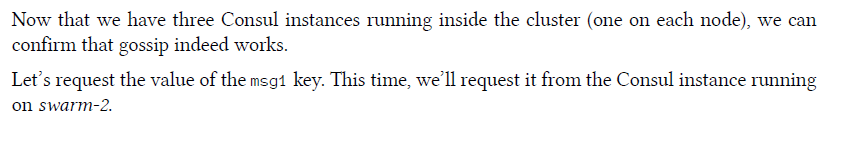 Now that we have three Consul instances running inside the cluster (one on each node), we can
confirm that gossip indeed works.
Let’s request the value of the msg1 key. This time, we’ll request it from the Consul instance running
on swarm-2.